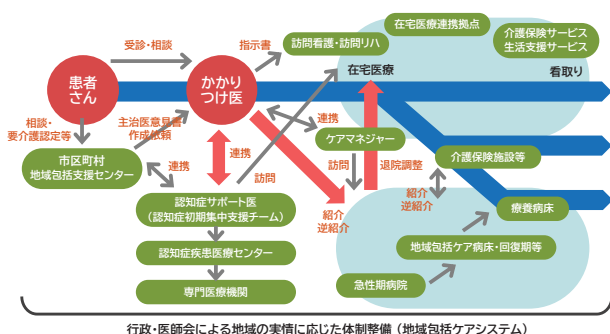 在宅医療連携拠点
受診・相談
指示書
訪問看護・訪問リハ
介護保険サービス
生活支援サービス
患者
さん
かかり
つけ医
在宅医療
看取り
相談・
要介護認定等
主治医意見書
作成依頼
連携
ケアマネジャー
市区町村
地域包括支援センター
連携
連携
訪問
訪問
退院調整
介護保険施設等
認知症サポート医
（認知症初期集中支援チーム）
紹介
逆紹介
紹介
逆紹介
療養病床
認知症疾患医療センター
地域包括ケア病床・回復期等
専門医療機関
急性期病院
行政・医師会による地域の実情に応じた体制整備（地域包括ケアシステム）